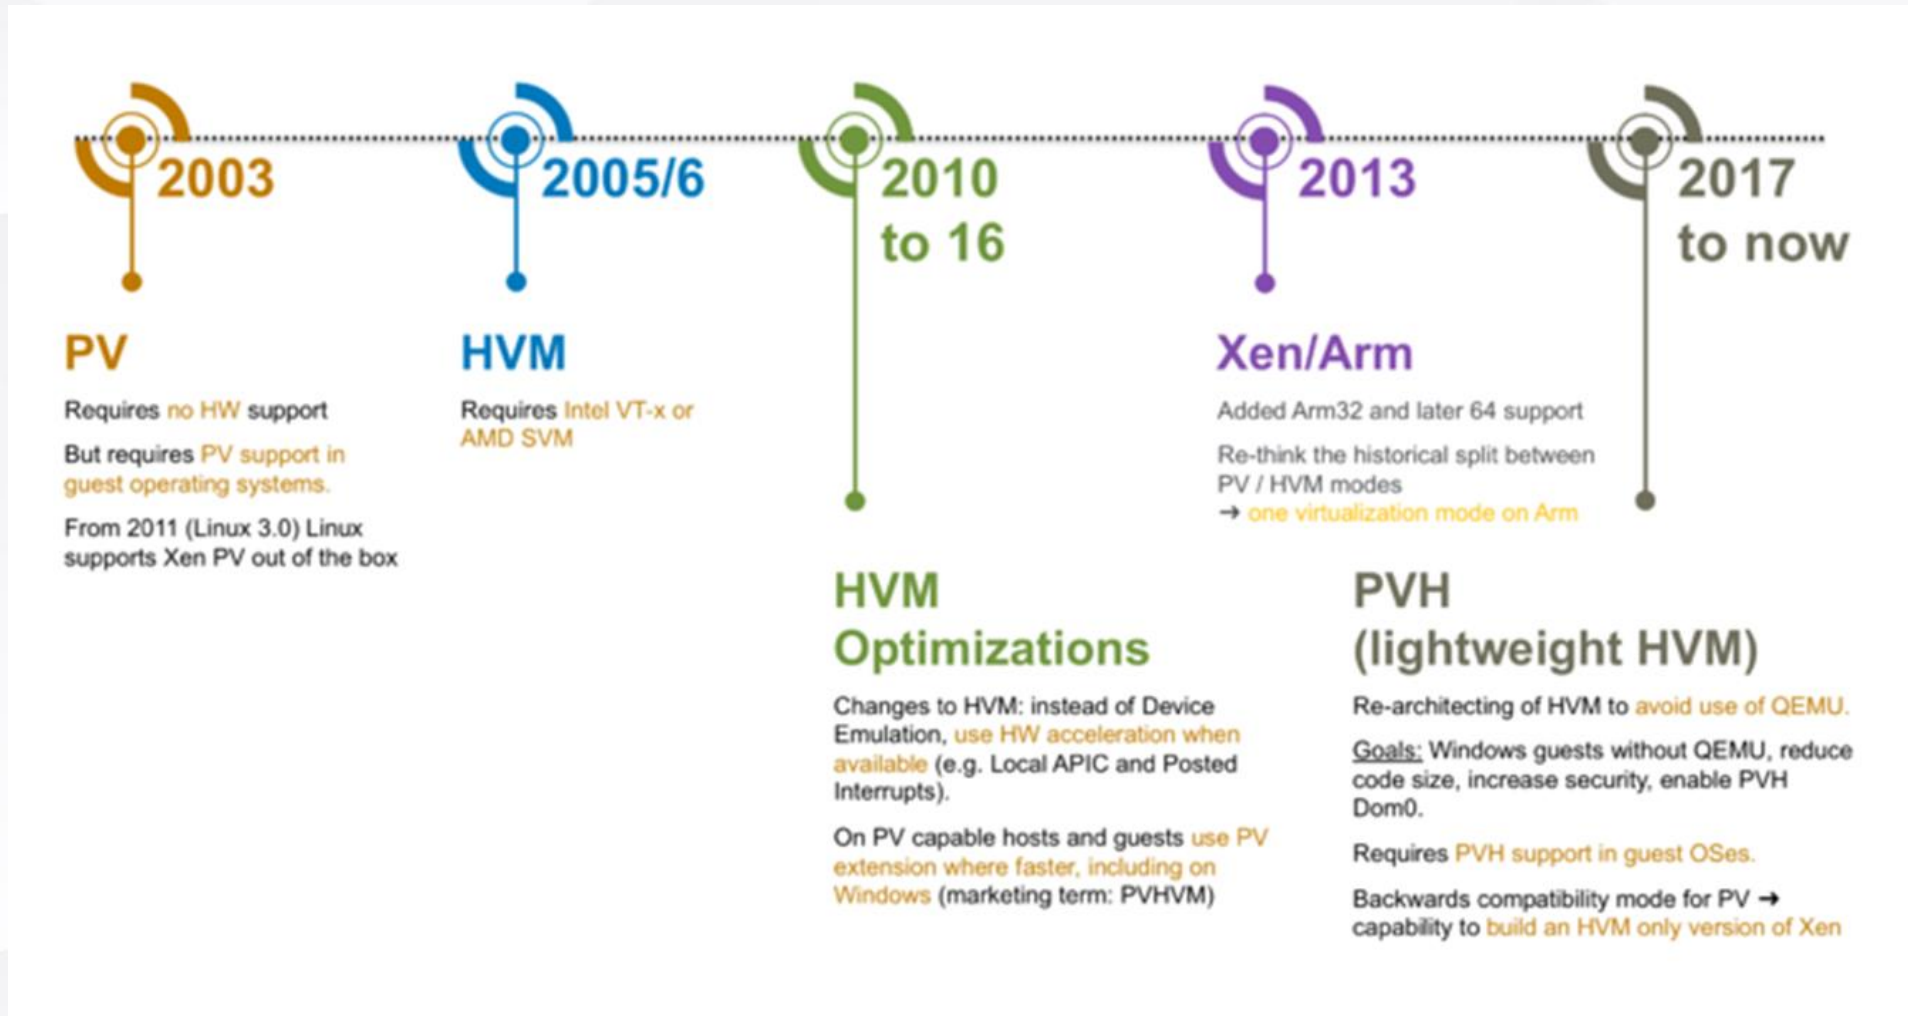 2003
PV
Requires no HW support
But requires PV support in
guest operating systems.
From 2011 (Linux 3.0) Linux
supports Xen PV out of the box
2005/6
HVM
Requires Intel VT-x or
AMD SVM
2010
to 16
HVM
Optimizations
Changes to HVM: instead of Device
Emulation, use HW acceleration when
available (e.g. Local APIC and Posted
Interrupts).
On PV capable hosts and guests use PV
extension where faster, including on
Windows (marketing term: PVHVM)
2013
Xen/Arm
Added Arm32 and later 64 support
Re-think the historical split between
PV / HVM modes
→ one virtualization mode on Arm
2017
to now
PVH
(lightweight HVM)
Re-architecting of HVM to avoid use of QEMU.
Goals: Windows guests without QEMU, reduce
code size, increase security, enable PVH
Dom0.
Requires PVH support in guest OSes.
Backwards compatibility mode for PV →
capability to build an HVM only version of Xen